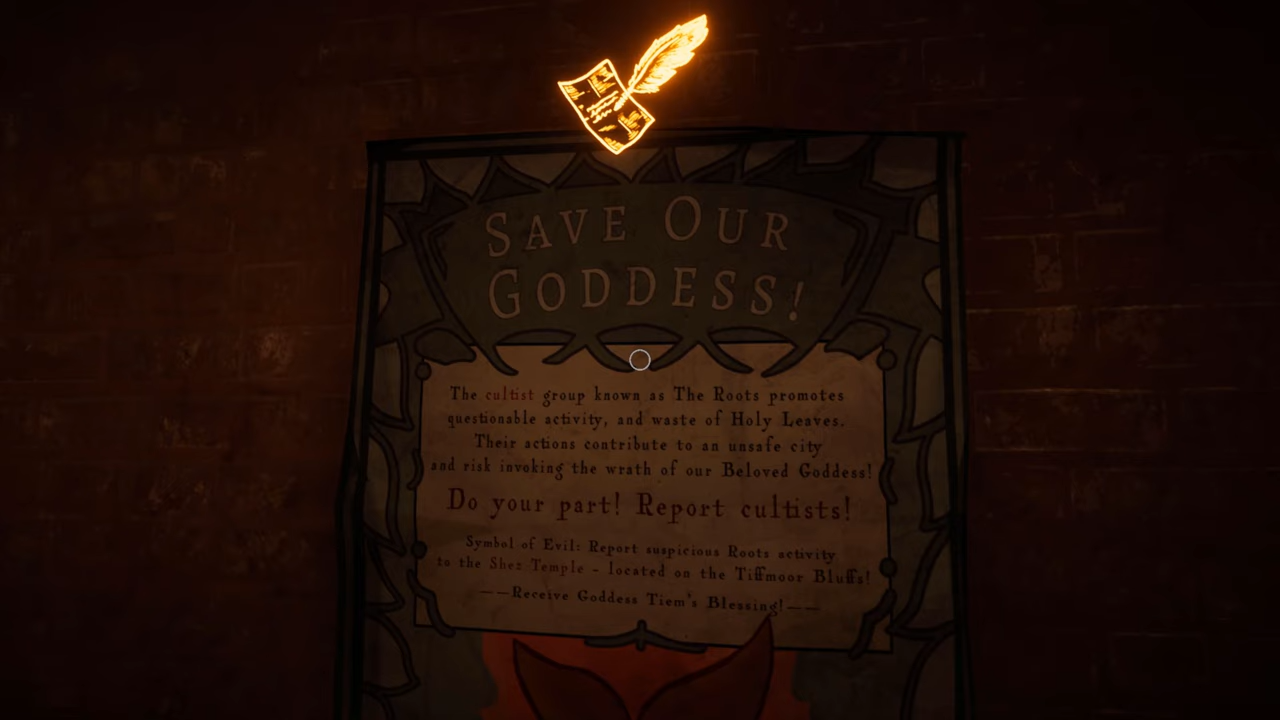 Save Our
Goddess!
The cultist group known as The Roots promotes
questionable activity, and waste of Holy Leaves.
Their actions contribute to an unsafe city
and risk invoking the wrath of our Beloved Goddess!
Do your part! Report cultists!
Symbol of Evil: Report suspicious Roots activity
to the Shez Temple – located on the Tiffmoor Bluffs!
——Receive Goddess Tiem's Blessing!——